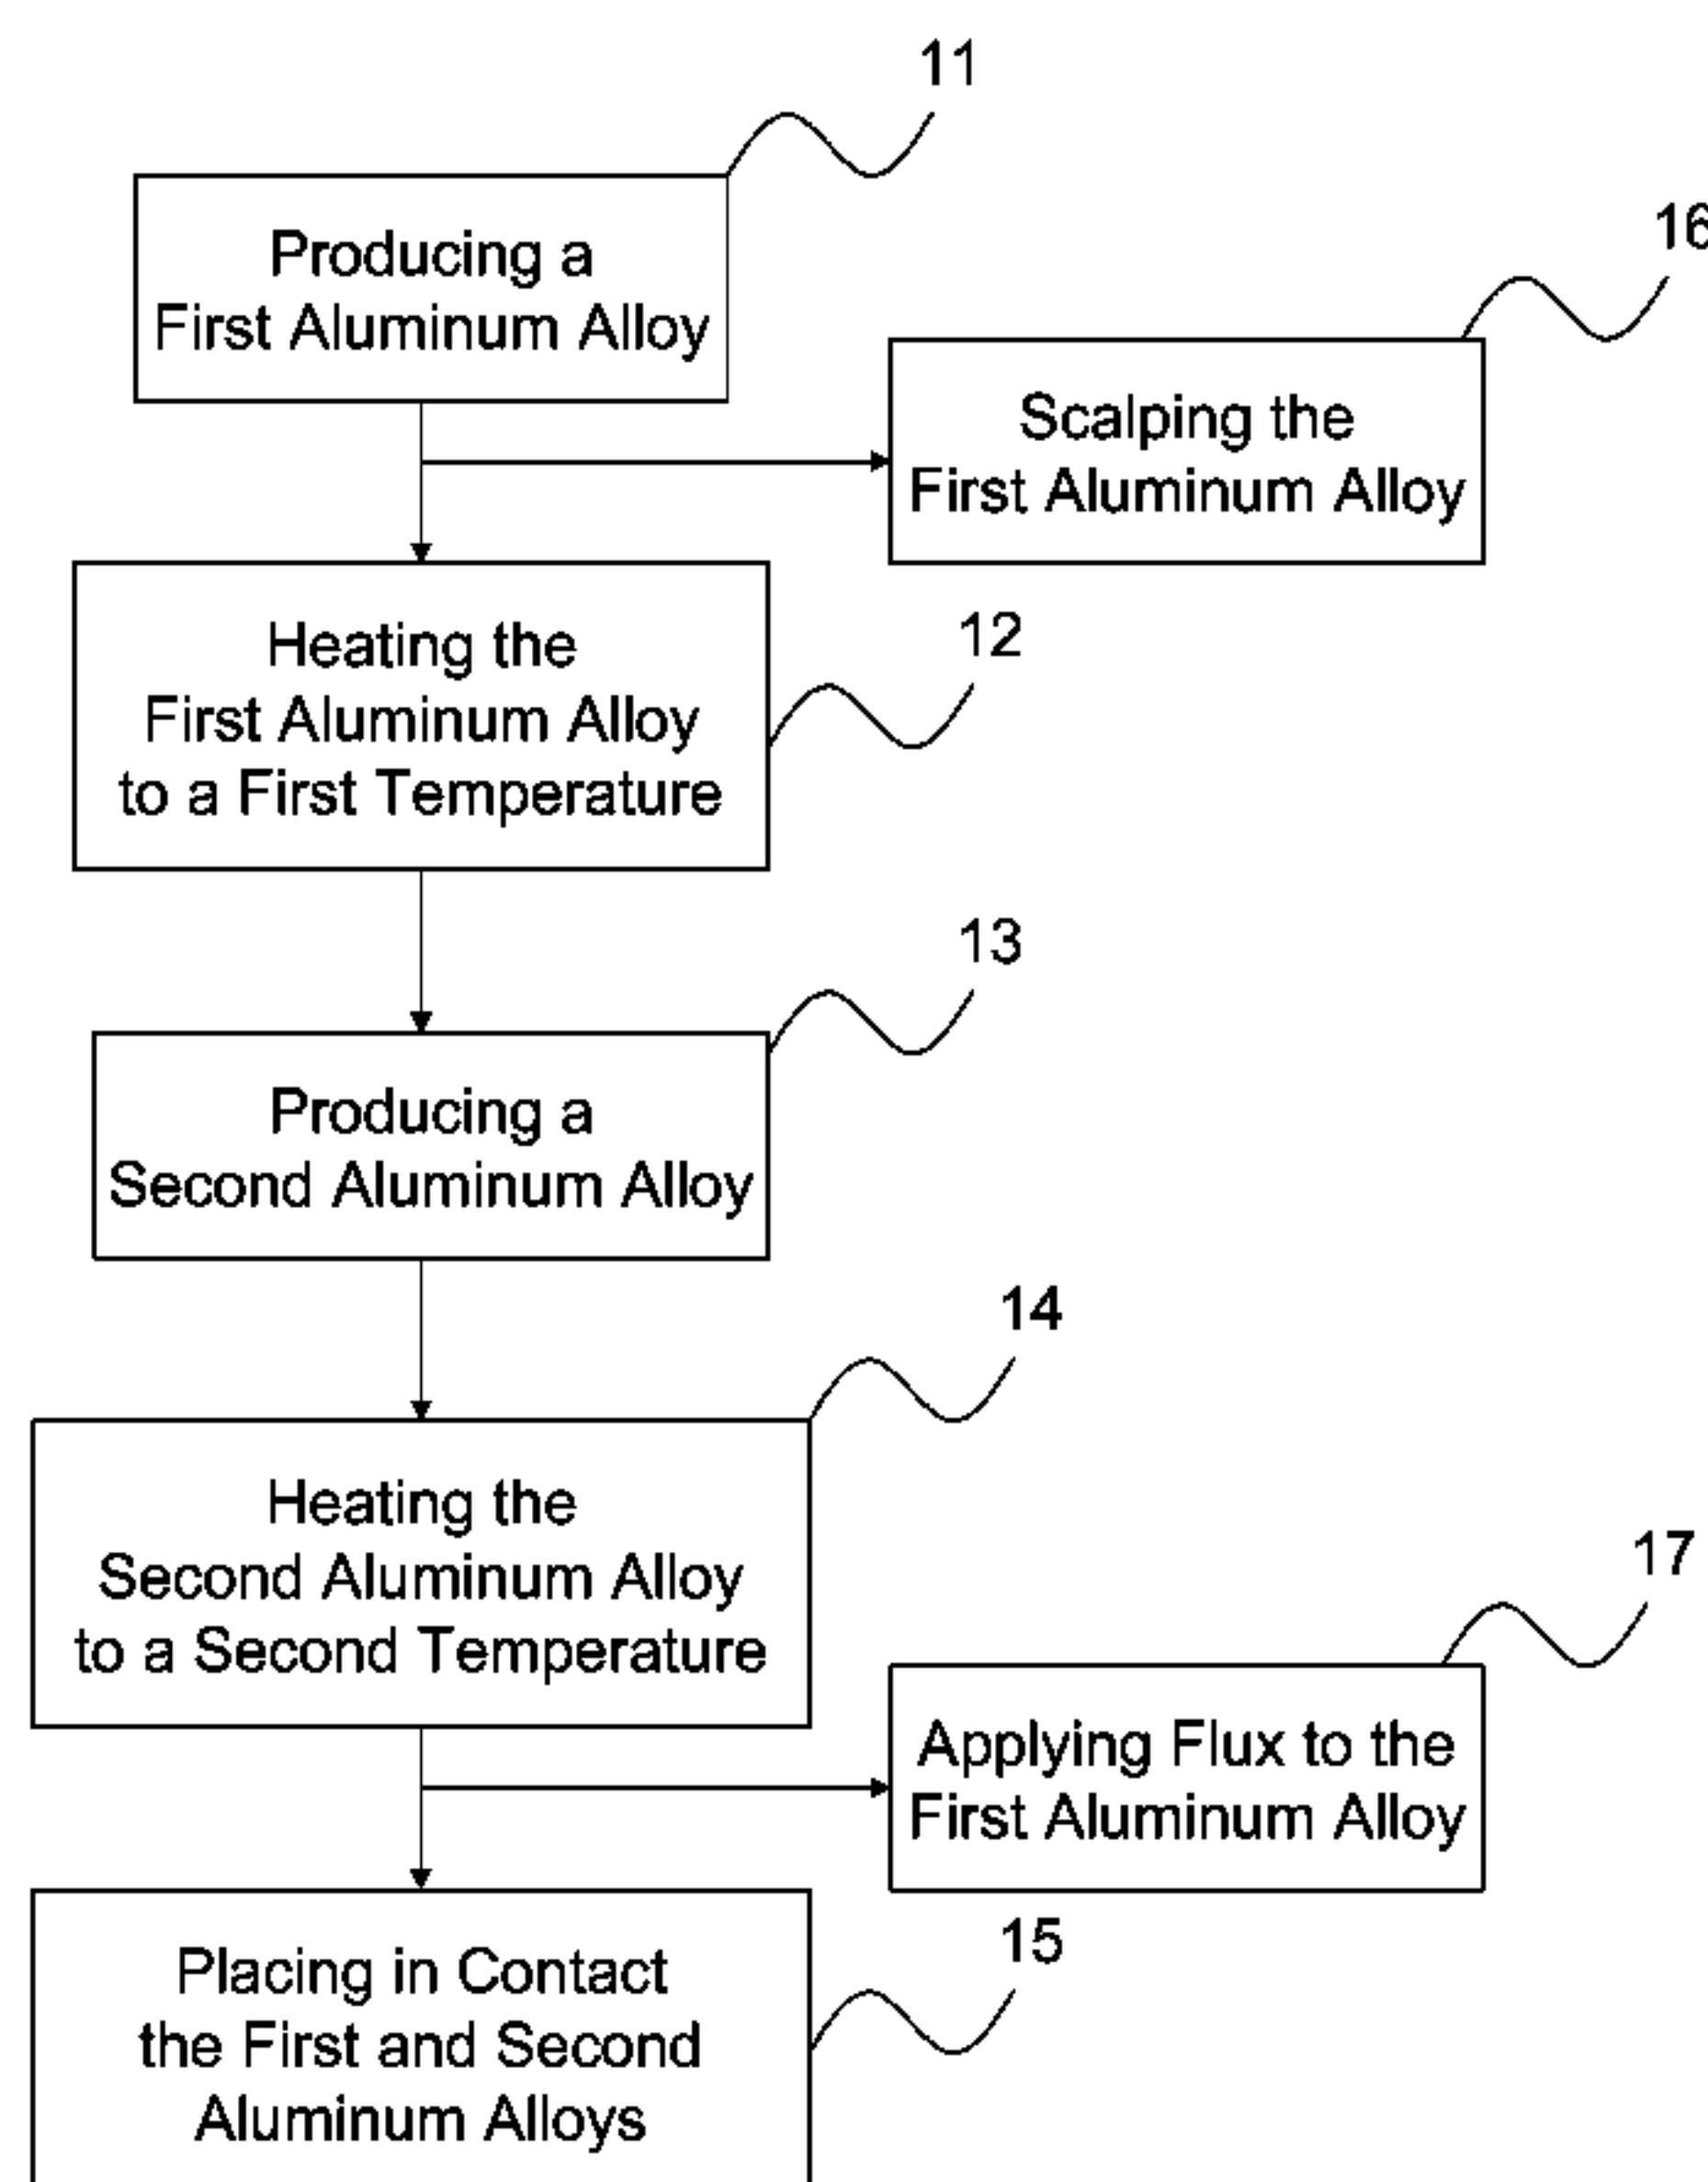 11
Producing a
First Aluminum Alloy
16
Scalping the
First Aluminum Alloy
12
Heating the
First Aluminum Alloy
to a First Temperature
13
Producing a
Second Aluminum Alloy
14
Heating the
Second Aluminum Alloy
to a Second Temperature
17
Applying Flux to the
First Aluminum Alloy
15
Placing in Contact
the First and Second
Aluminum Alloys